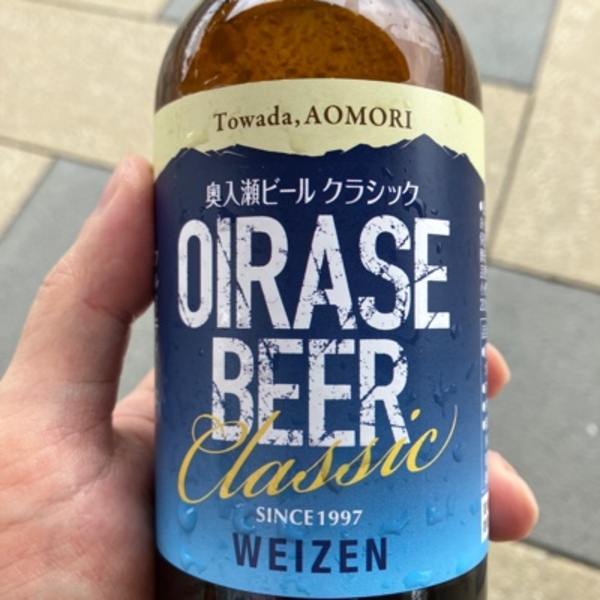 Towada, AOMORI
奥入瀬ビール クラシック
OIRASE
BEER
Classic
SINCE 1997
WEIZEN